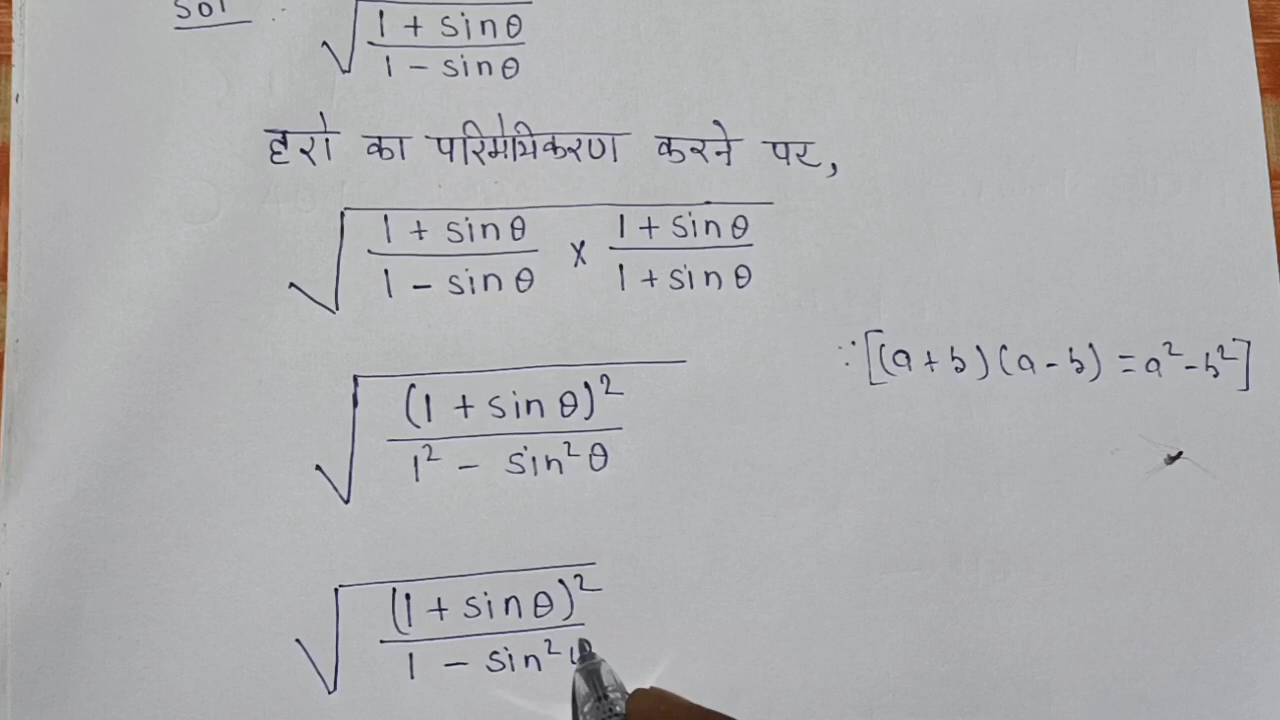 Sol
√(1 + sinθ / 1 - sinθ)
हरो का परिमेयिकरण करने पर,
√(1 + sinθ / 1 - sinθ × 1 + sinθ / 1 + sinθ)
∵ [(a + b) (a - b) = a² - b²]
√((1 + sinθ)² / 1² - sin²θ)
√((1 + sinθ)² / 1 - sin²